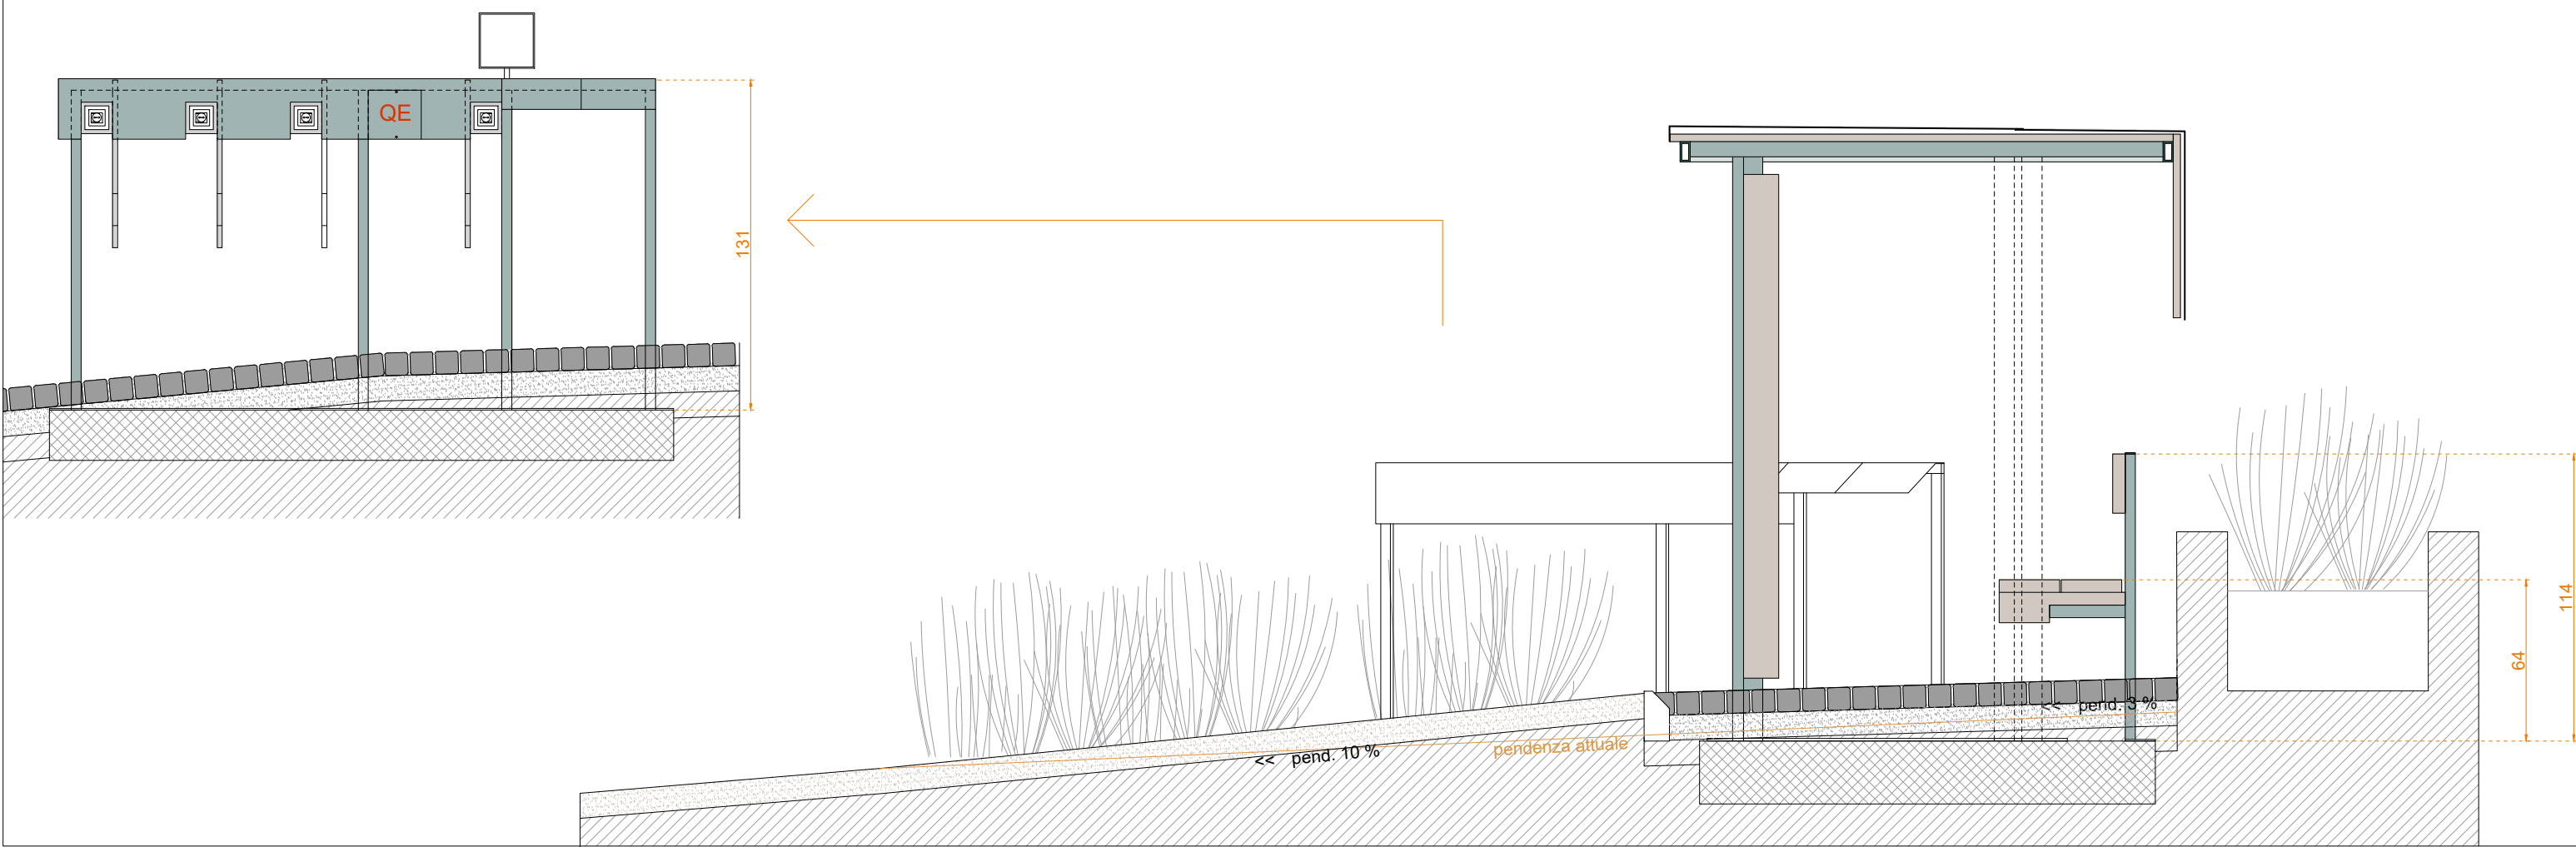 QE
131
114
64
<< pend. 3 %
pendenza attuale
<< pend. 10 %